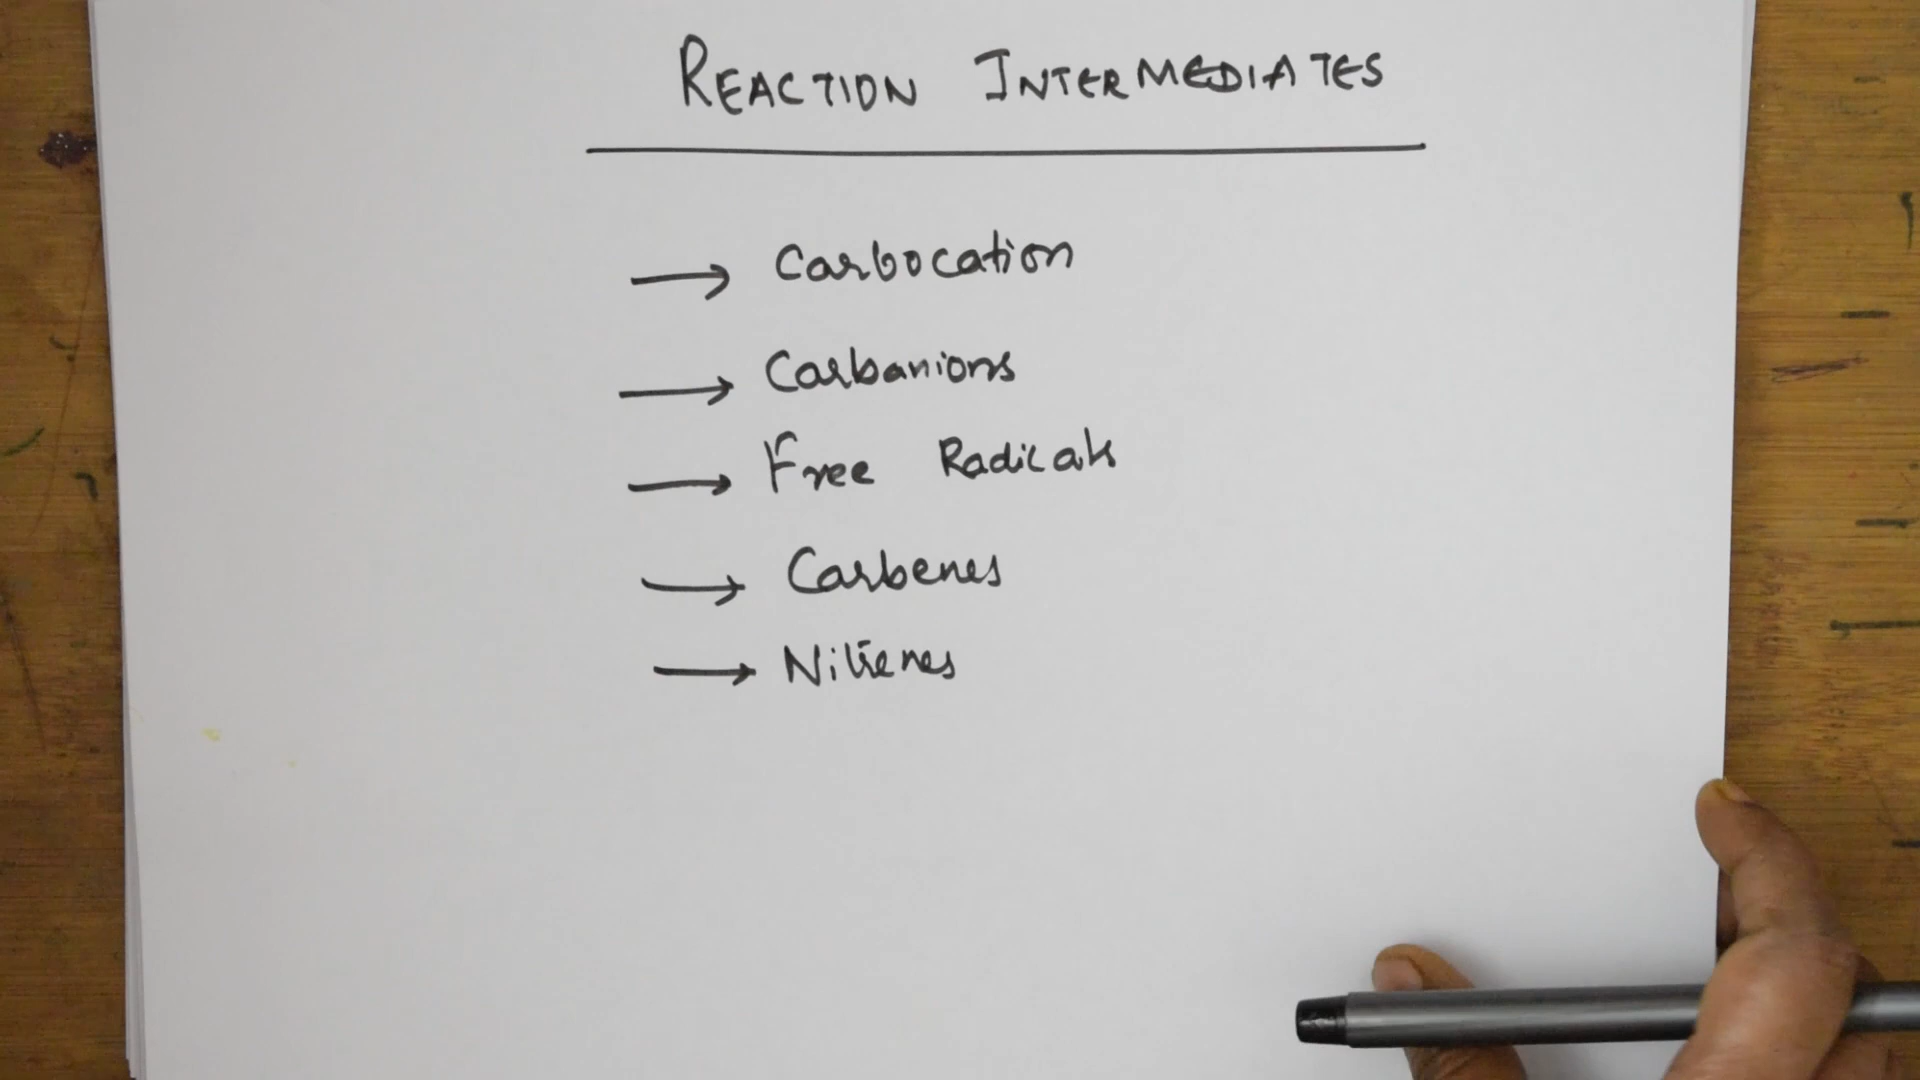 REACTION INTERMEDIATES
→ Carbocation
→ Carbanions
→ Free Radicals
→ Carbenes
→ Nitrenes